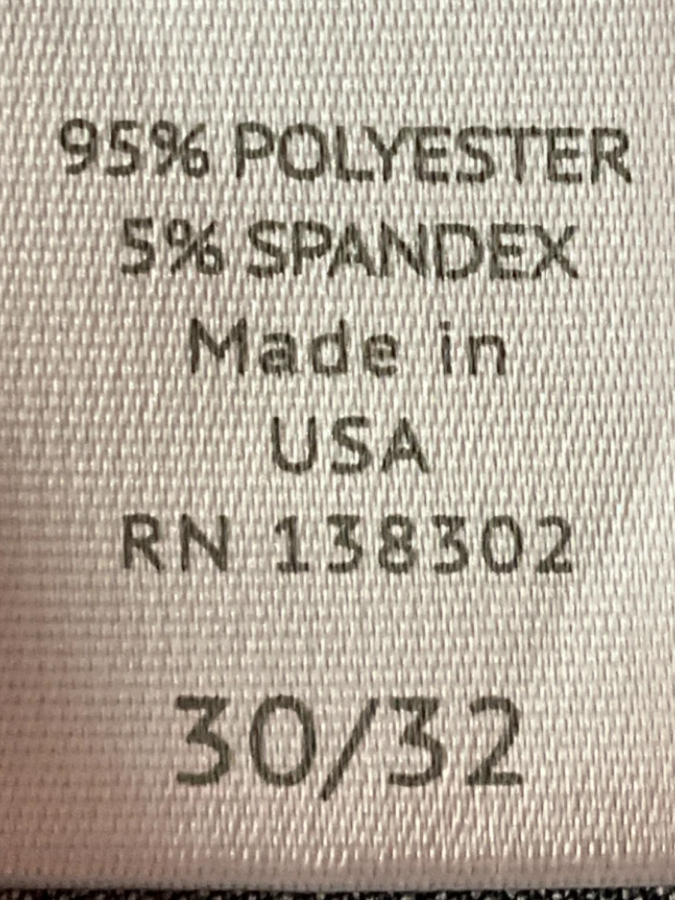 95% POLYESTER
5% SPANDEX
Made in
USA
RN 138302
30/32